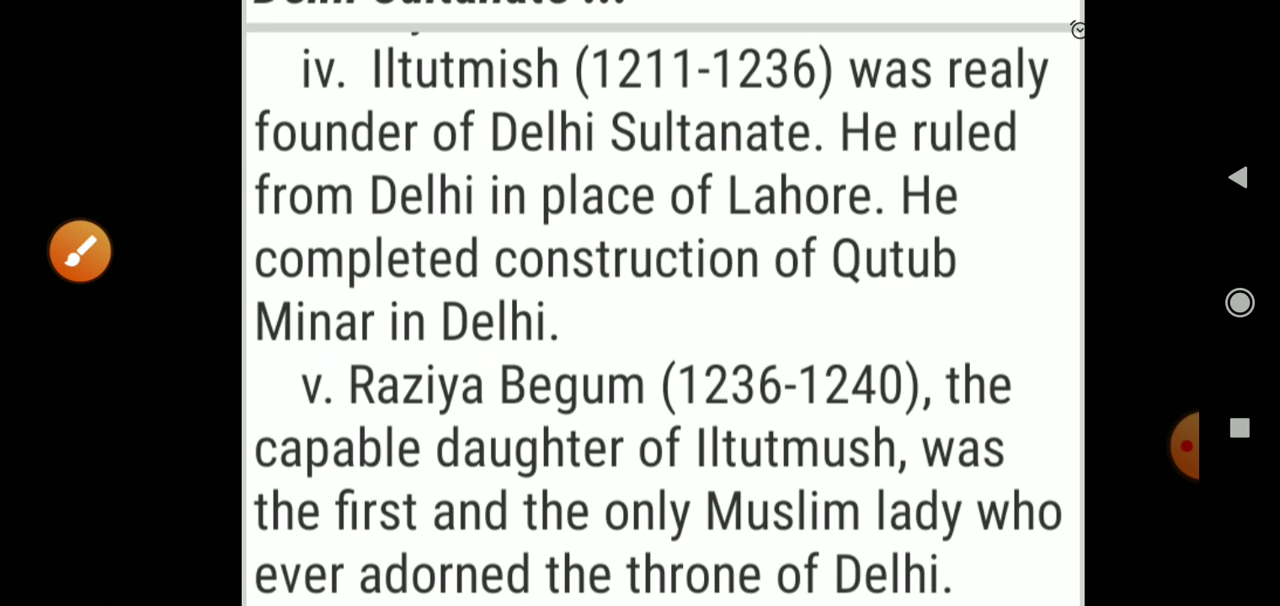 Delhi Sultanate ...
iv. Iltutmish (1211-1236) was realy
founder of Delhi Sultanate. He ruled
from Delhi in place of Lahore. He
completed construction of Qutub
Minar in Delhi.
v. Raziya Begum (1236-1240), the
capable daughter of Iltutmush, was
the first and the only Muslim lady who
ever adorned the throne of Delhi.